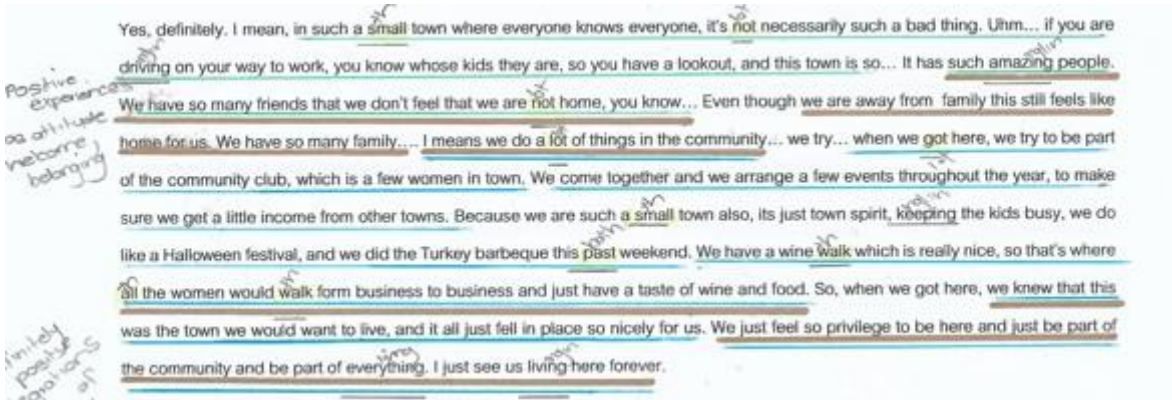 Yes, definitely. I mean, in such a small town where everyone knows everyone, it's not necessarily such a bad thing. Uhm... if you are
driving on your way to work, you know whose kids they are, so you have a lookout, and this town is so... It has such amazing people.
Postive
experiences
We have so many friends that we don't feel that we are not home, you know... Even though we are away from family this still feels like
attitude
home for us. We have so many family.... I means we do a lot of things in the community... we try... when we got here, we try to be part
belonging
of the community club, which is a few women in town. We come together and we arrange a few events throughout the year, to make
sure we get a little income from other towns. Because we are such a small town also, its just town spirit, keeping the kids busy, we do
like a Halloween festival, and we did the Turkey barbeque this past weekend. We have a wine walk which is really nice, so that's where
all the women would walk form business to business and just have a taste of wine and food. So, when we got here, we knew that this
was the town we would want to live, and it all just fell in place so nicely for us. We just feel so privilege to be here and just be part of
the community and be part of everything. I just see us living here forever.
of